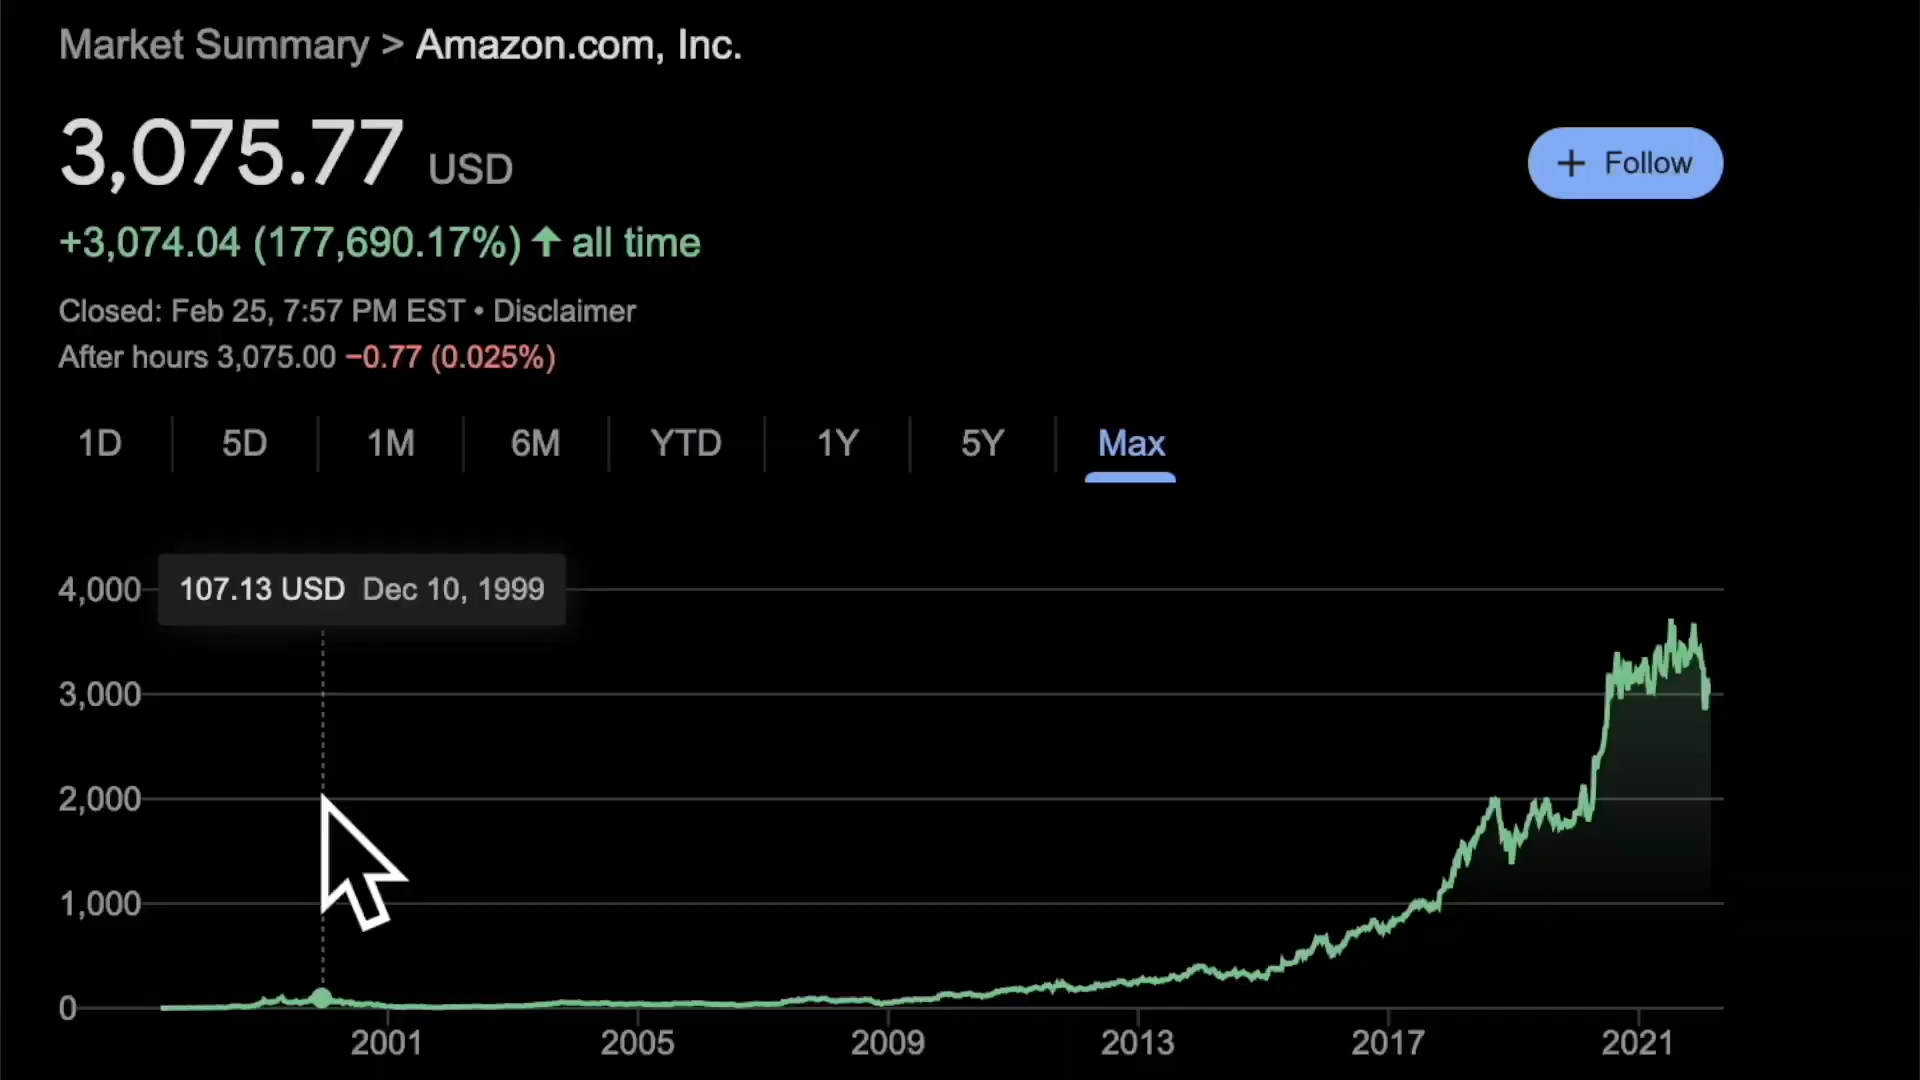 Market Summary > Amazon.com, Inc.
3,075.77 USD
+ Follow
+3,074.04 (177,690.17%) ↑ all time
Closed: Feb 25, 7:57 PM EST • Disclaimer
After hours 3,075.00 −0.77 (0.025%)
1D 5D 1M 6M YTD 1Y 5Y Max
107.13 USD Dec 10, 1999
4,000
3,000
2,000
1,000
0
2001 2005 2009 2013 2017 2021